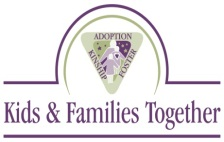 ADOPTION
KINSHIP
FOSTER
Kids & Families Together